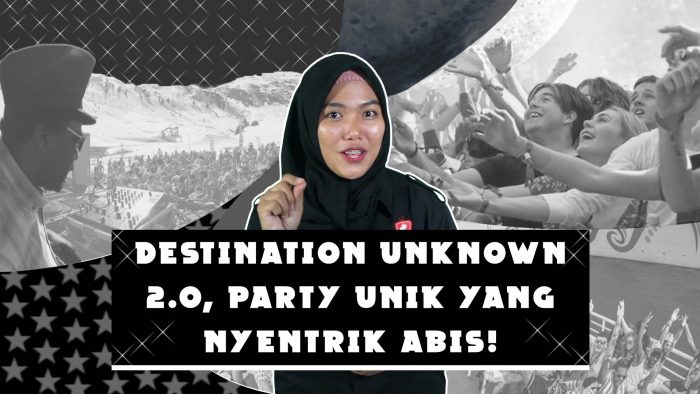 DESTINATION UNKNOWN
2.0, PARTY UNIK YANG
NYENTRIK ABIS!